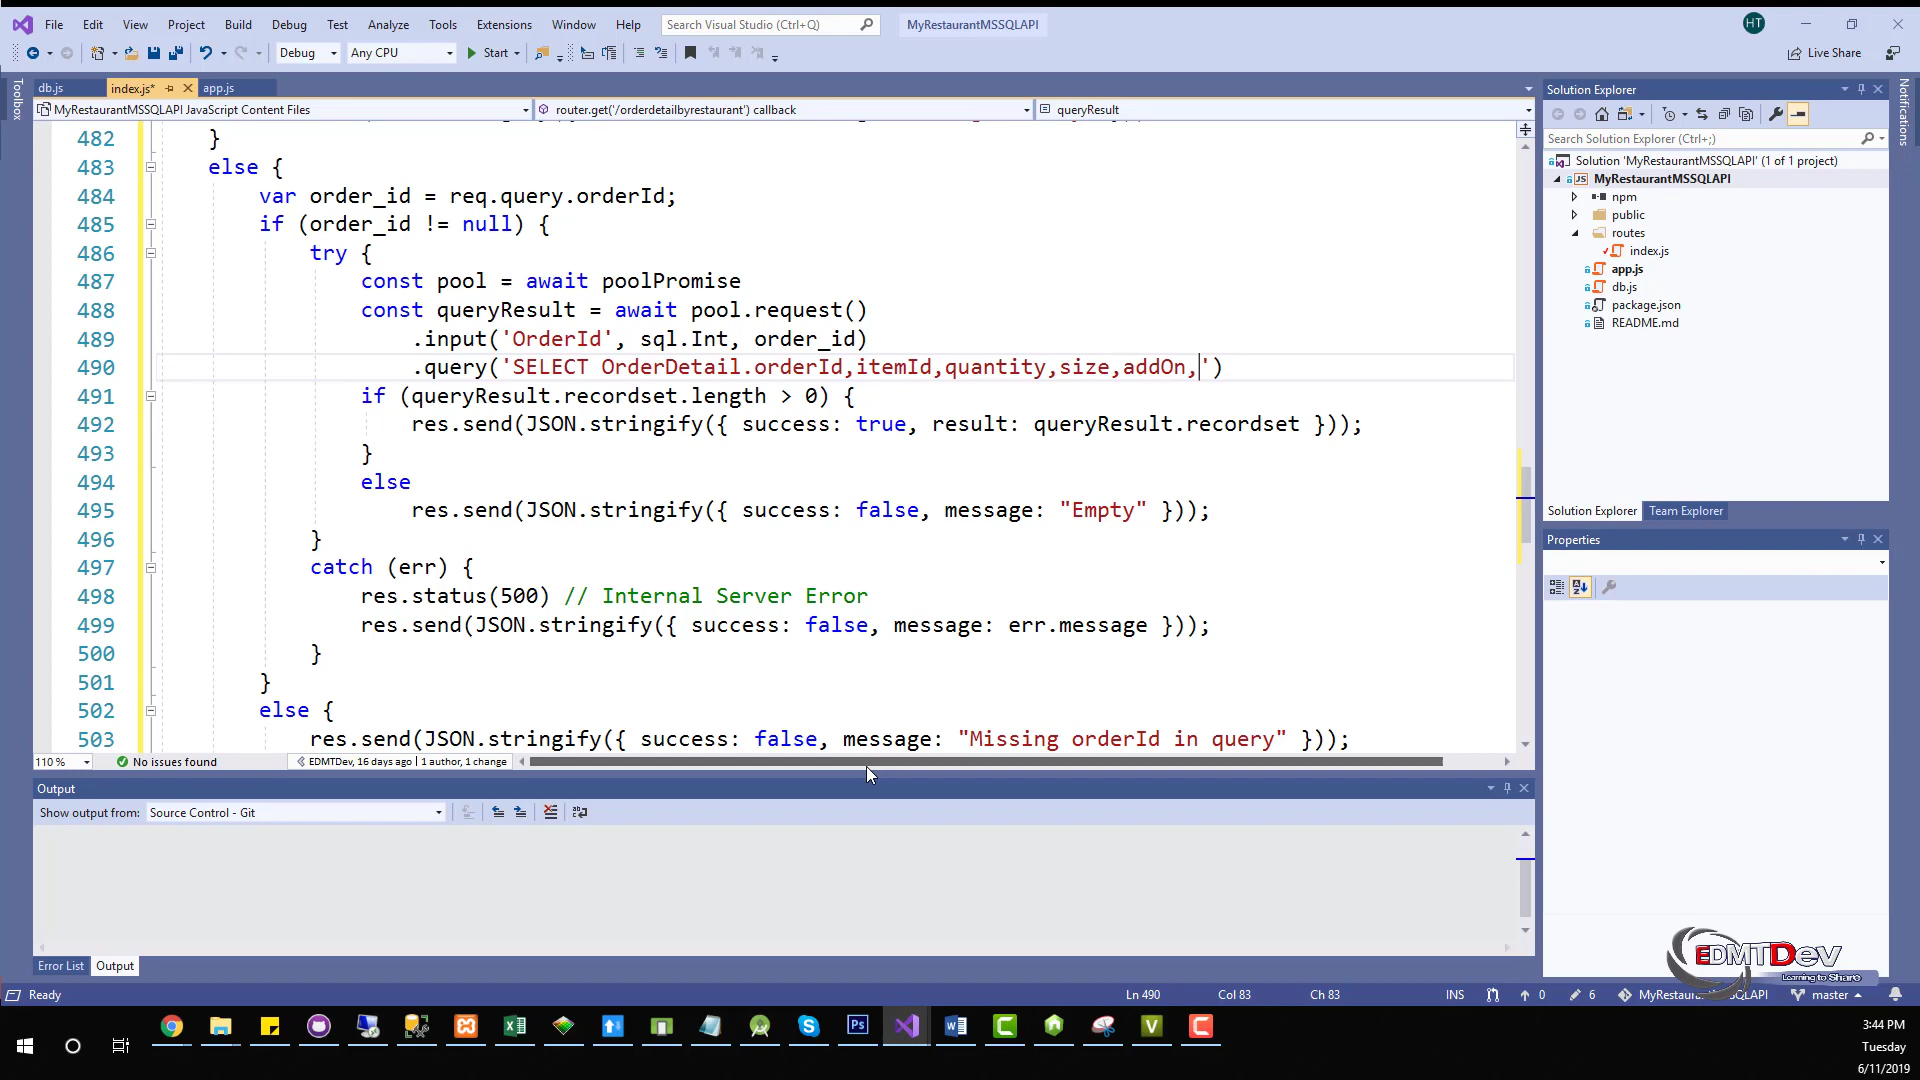 File Edit View Project Build Debug Test Analyze Tools Extensions Window Help Search Visual Studio (Ctrl+Q) MyRestaurantMSSQLAPI HT
Debug Any CPU Start Live Share
Toolbox
db.js index.js* app.js
MyRestaurantMSSQLAPI JavaScript Content Files router.get('/orderdetailbyrestaurant') callback queryResult
482 }
483 else {
484 var order_id = req.query.orderId;
485 if (order_id != null) {
486 try {
487 const pool = await poolPromise
488 const queryResult = await pool.request()
489 .input('OrderId', sql.Int, order_id)
490 .query('SELECT OrderDetail.orderId,itemId,quantity,size,addOn,')
491 if (queryResult.recordset.length > 0) {
492 res.send(JSON.stringify({ success: true, result: queryResult.recordset }));
493 }
494 else
495 res.send(JSON.stringify({ success: false, message: "Empty" }));
496 }
497 catch (err) {
498 res.status(500) // Internal Server Error
499 res.send(JSON.stringify({ success: false, message: err.message }));
500 }
501 }
502 else {
503 res.send(JSON.stringify({ success: false, message: "Missing orderId in query" }));
110 % No issues found EDMTDev, 16 days ago | 1 author, 1 change
Output
Show output from: Source Control - Git
Error List Output
Solution Explorer
Search Solution Explorer (Ctrl+;)
Solution 'MyRestaurantMSSQLAPI' (1 of 1 project)
JS MyRestaurantMSSQLAPI
npm
public
routes
index.js
app.js
db.js
package.json
README.md
Solution Explorer Team Explorer
Properties
Notifications
EDMTDev
Learning to Share
Ready Ln 490 Col 83 Ch 83 INS 0 6 master
3:44 PM
Tuesday
6/11/2019